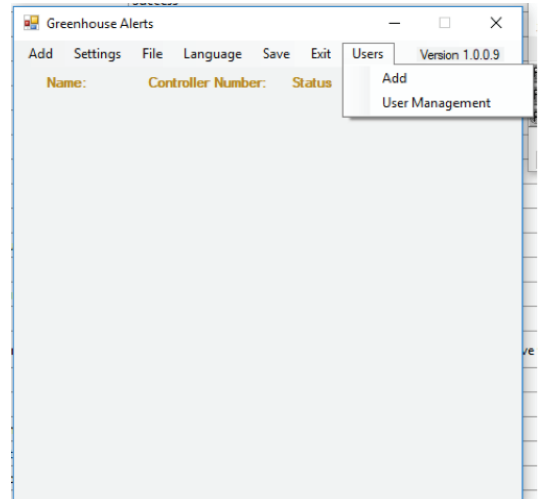 Greenhouse Alerts
Add Settings File Language Save Exit Users Version 1.0.0.9
Name: Controller Number: Status
Add
User Management